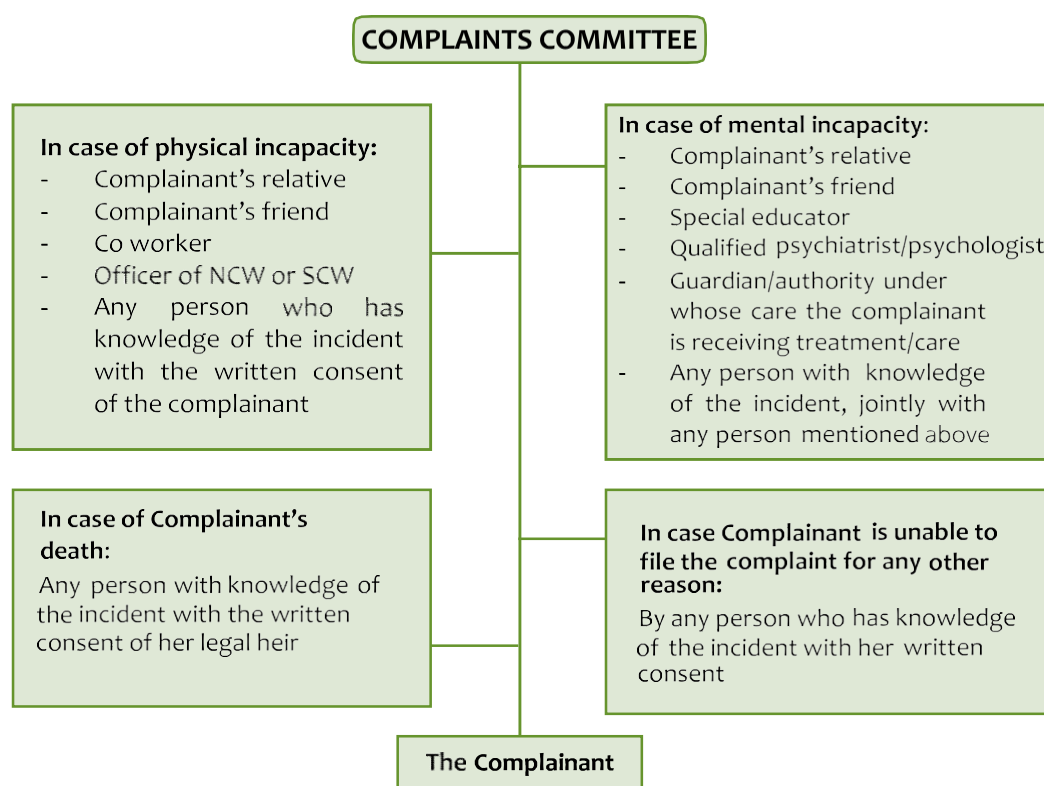 COMPLAINTS COMMITTEE
In case of physical incapacity:
- Complainant’s relative
- Complainant’s friend
- Co worker
- Officer of NCW or SCW
- Any person who has
knowledge of the incident
with the written consent
of the complainant
In case of mental incapacity:
- Complainant’s relative
- Complainant’s friend
- Special educator
- Qualified psychiatrist/psychologist
- Guardian/authority under
whose care the complainant
is receiving treatment/care
- Any person with knowledge
of the incident, jointly with
any person mentioned above
In case of Complainant’s
death:
Any person with knowledge of
the incident with the written
consent of her legal heir
In case Complainant is unable to
file the complaint for any other
reason:
By any person who has knowledge
of the incident with her written
consent
The Complainant